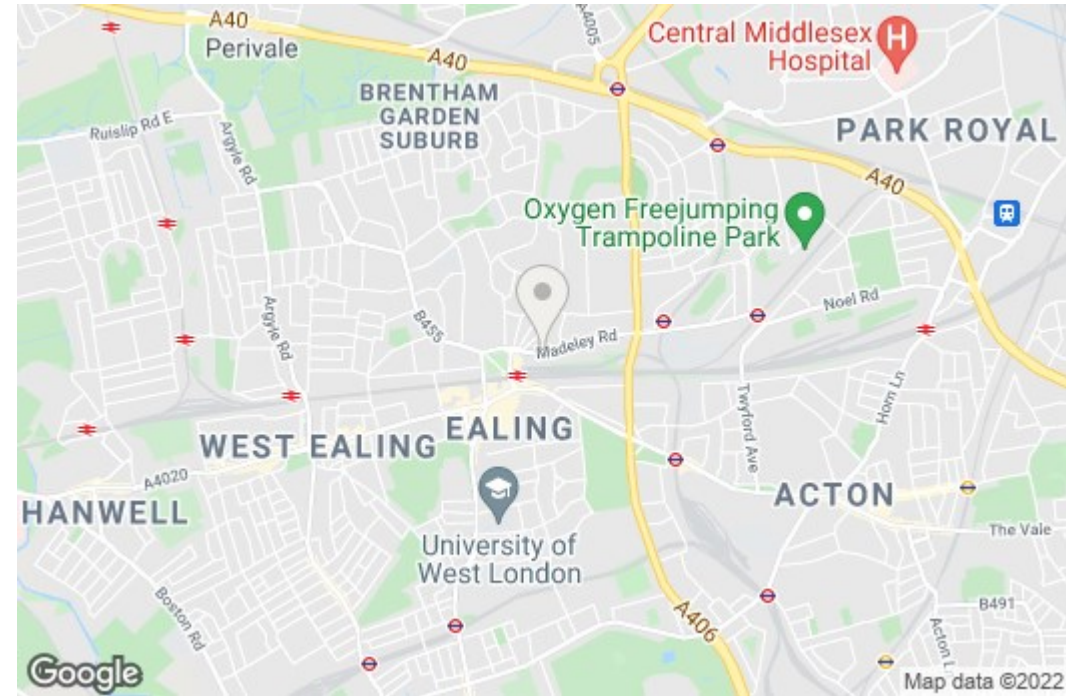 A40
A4005
Central Middlesex
Hospital
H
Perivale
A40
BRENTHAM
GARDEN
SUBURB
Ruislip Rd E
Argyle Rd
PARK ROYAL
A40
Oxygen Freejumping
Trampoline Park
Argyle Rd
B455
Noel Rd
Madeley Rd
Horn Ln
Twyford Ave
EALING
WEST EALING
A4020
ACTON
HANWELL
The Vale
University of
West London
Boston Rd
A406
B491
Acton L
Google
Map data ©2022